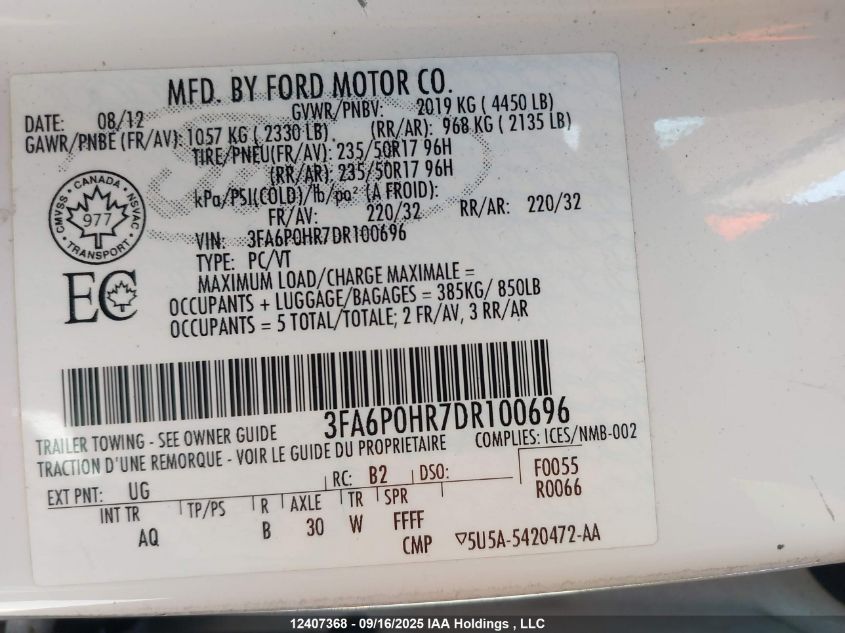 MFD. BY FORD MOTOR CO.
DATE: 08/12 GVWR/PNBV: 2019 KG ( 4450 LB)
GAWR/PNBE (FR/AV): 1057 KG ( 2330 LB) (RR/AR): 968 KG ( 2135 LB)
TIRE/PNEU(FR/AV): 235/50R17 96H
(RR/AR): 235/50R17 96H
kPa/PSI(COLD)/lb/po² (A FROID):
FR/AV: 220/32 RR/AR: 220/32
CANADA
CMVSS NSVAC
977
TRANSPORT
VIN: 3FA6P0HR7DR100696
TYPE: PC/VT
EC
MAXIMUM LOAD/CHARGE MAXIMALE =
OCCUPANTS + LUGGAGE/BAGAGES = 385KG/ 850LB
OCCUPANTS = 5 TOTAL/TOTALE; 2 FR/AV, 3 RR/AR
3FA6P0HR7DR100696
TRAILER TOWING - SEE OWNER GUIDE COMPLIES: ICES/NMB-002
TRACTION D'UNE REMORQUE - VOIR LE GUIDE DU PROPRIETAIRE
EXT PNT: UG RC: B2 DSO: F0055
R0066
INT TR TP/PS R AXLE TR SPR
AQ B 30 W FFFF
CMP ▽5U5A-5420472-AA
12407368 - 09/16/2025 IAA Holdings , LLC